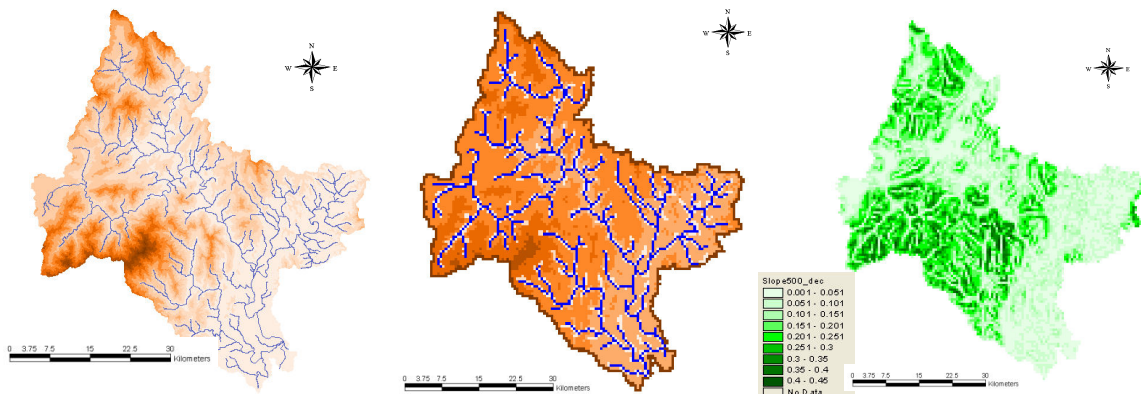 N
W E
S
0 3.75 7.5 15 22.5 30
Kilometers
N
W E
S
0 3.75 7.5 15 22.5 30
Kilometers
N
W E
S
Slope500_dec
0.001 - 0.051
0.051 - 0.101
0.101 - 0.151
0.151 - 0.201
0.201 - 0.251
0.251 - 0.3
0.3 - 0.35
0.35 - 0.4
0.4 - 0.45
No Data
0 3.75 7.5 15 22.5 30
Kilometers